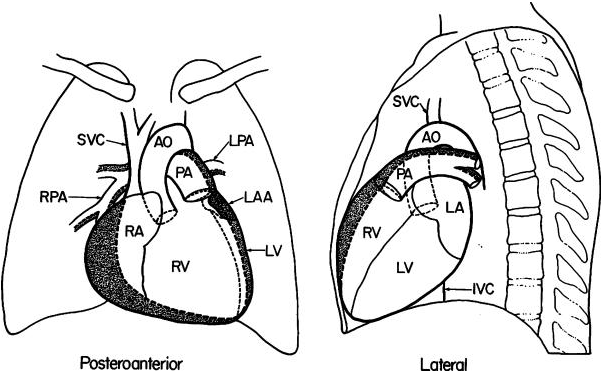 SVC
AO
LPA
PA
RPA
LAA
RA
LV
RV
Posteroanterior
SVC
AO
PA
LA
RV
LV
IVC
Lateral